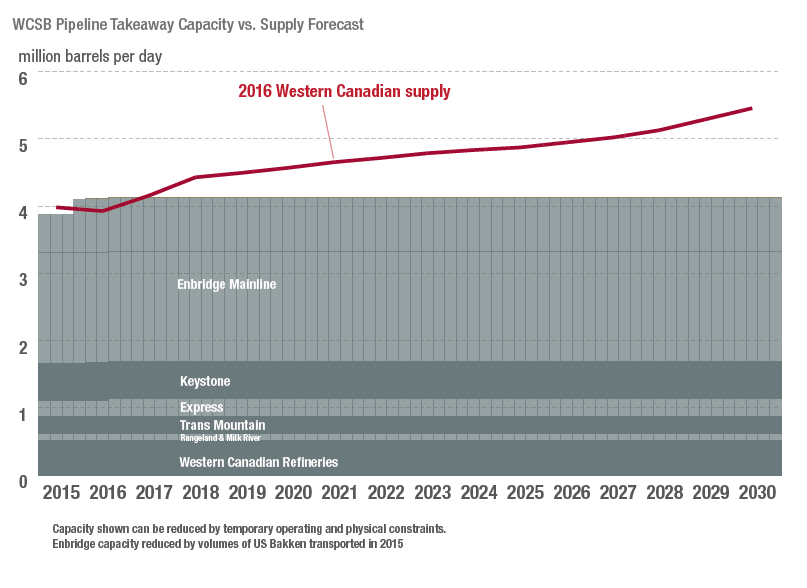 WCSB Pipeline Takeaway Capacity vs. Supply Forecast
million barrels per day
6
2016 Western Canadian supply
5
4
3
Enbridge Mainline
2
Keystone
1
Express
Trans Mountain
Rangeland & Milk River
Western Canadian Refineries
0
2015 2016 2017 2018 2019 2020 2021 2022 2023 2024 2025 2026 2027 2028 2029 2030
Capacity shown can be reduced by temporary operating and physical constraints.
Enbridge capacity reduced by volumes of US Bakken transported in 2015